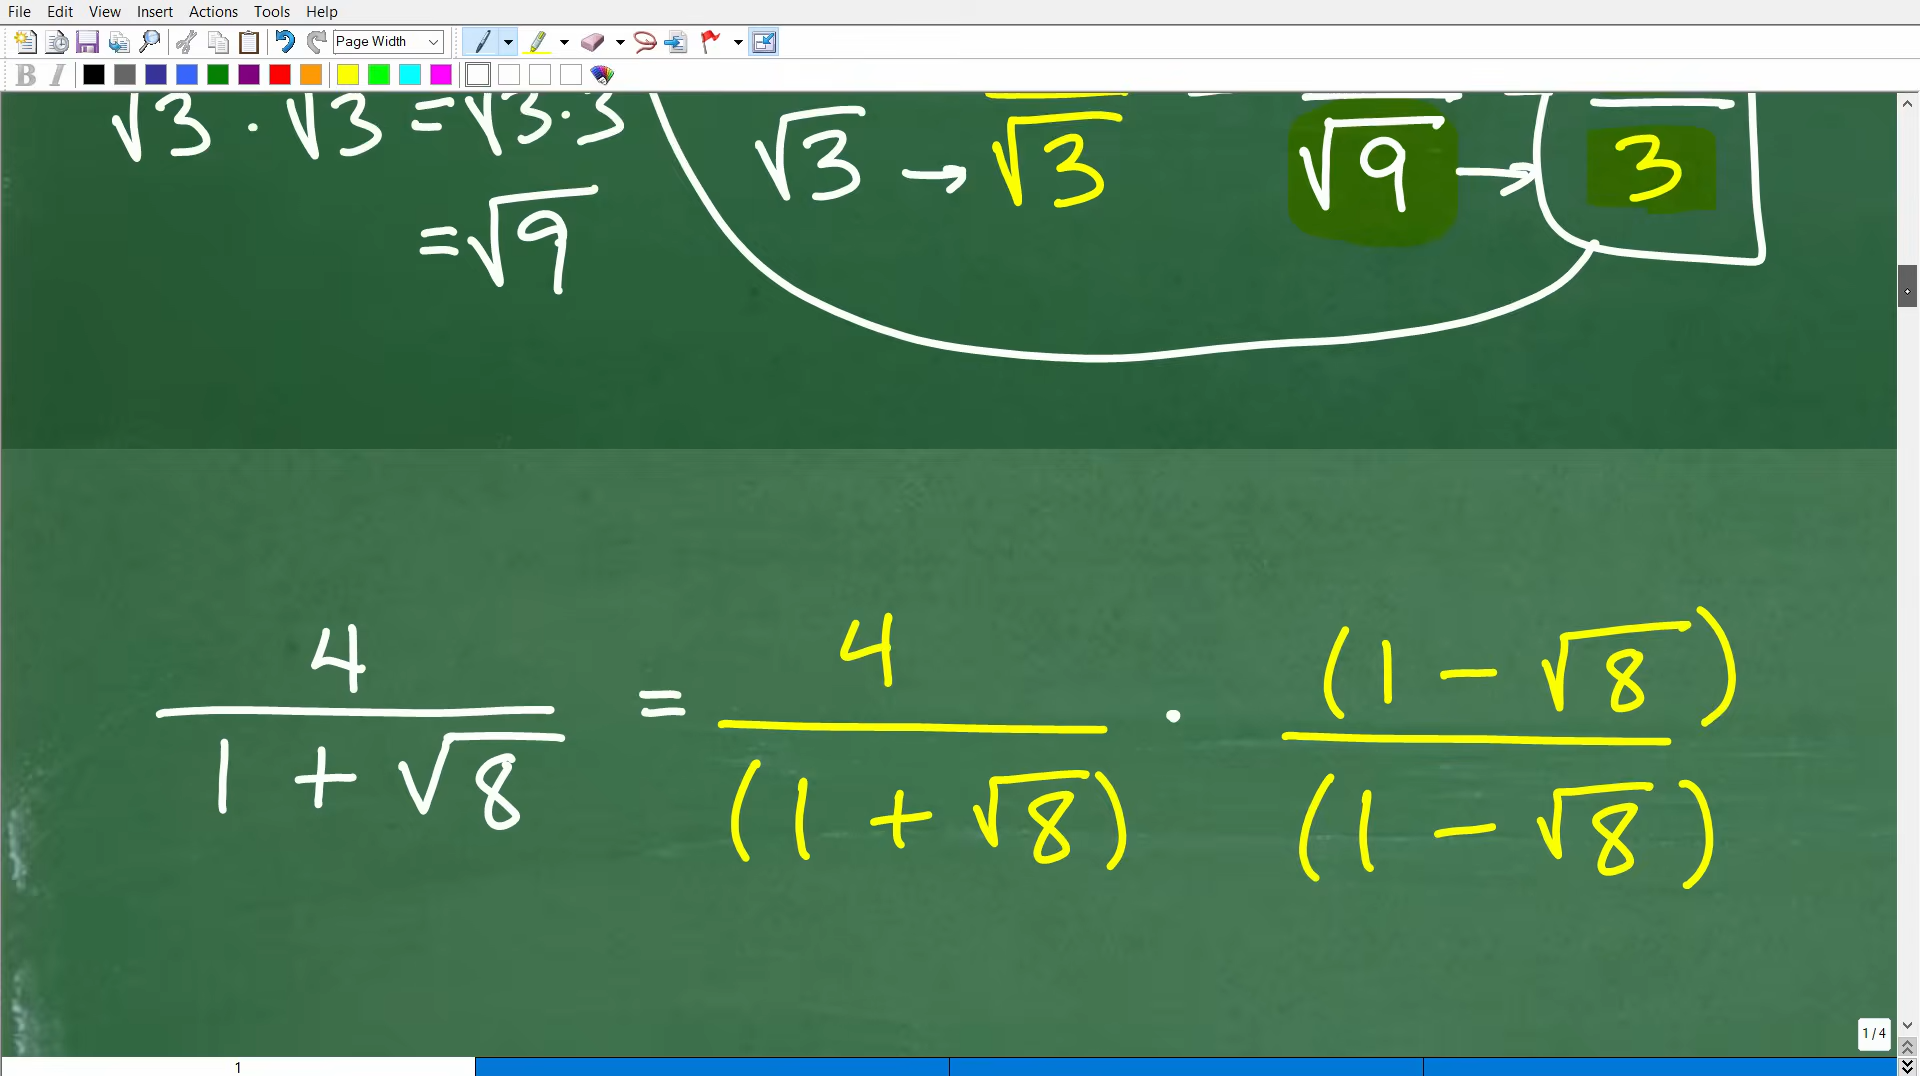 File Edit View Insert Actions Tools Help
Page Width
B I
√3 · √3 = √3·3
√3 → √3 √9 → 3
= √9
4 = 4 · (1 − √8)
1 + √8 (1 + √8) (1 − √8)
1 / 4
1